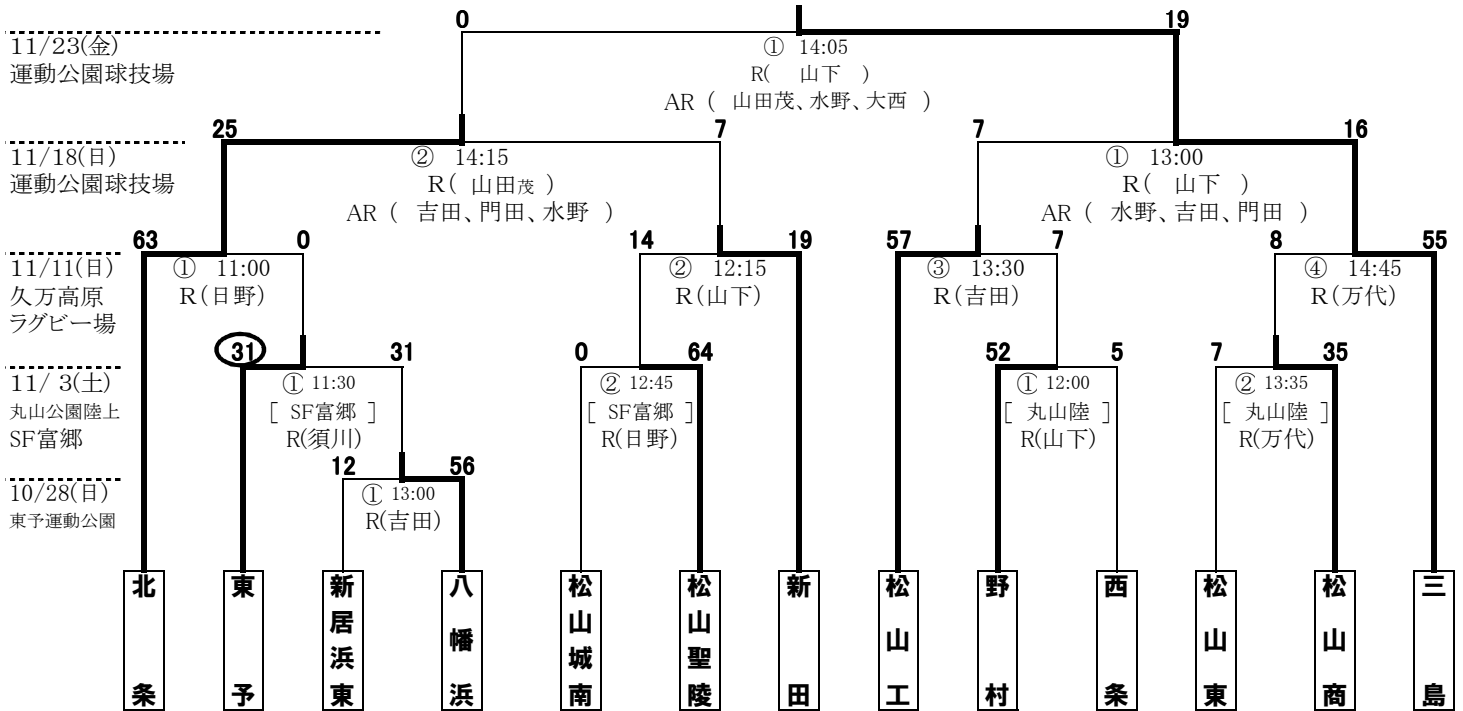 0 19
11/23(金)
運動公園球技場
① 14:05
R( 山下 )
AR ( 山田茂、水野、大西 )
25 7 7 16
11/18(日)
運動公園球技場
② 14:15
R( 山田茂 )
AR ( 吉田、門田、水野 )
① 13:00
R( 山下 )
AR ( 水野、吉田、門田 )
63 0 14 19 57 7 8 55
11/11(日)
久万高原
ラグビー場
① 11:00
R(日野)
② 12:15
R(山下)
③ 13:30
R(吉田)
④ 14:45
R(万代)
31 31 0 64 52 5 7 35
11/ 3(土)
丸山公園陸上
SF富郷
① 11:30
[ SF富郷 ]
R(須川)
② 12:45
[ SF富郷 ]
R(日野)
① 12:00
[ 丸山陸 ]
R(山下)
② 13:35
[ 丸山陸 ]
R(万代)
12 56
10/28(日)
東予運動公園
① 13:00
R(吉田)
北条
東予
新居浜東
八幡浜
松山城南
松山聖陵
新田
松山工
野村
西条
松山東
松山商
三島